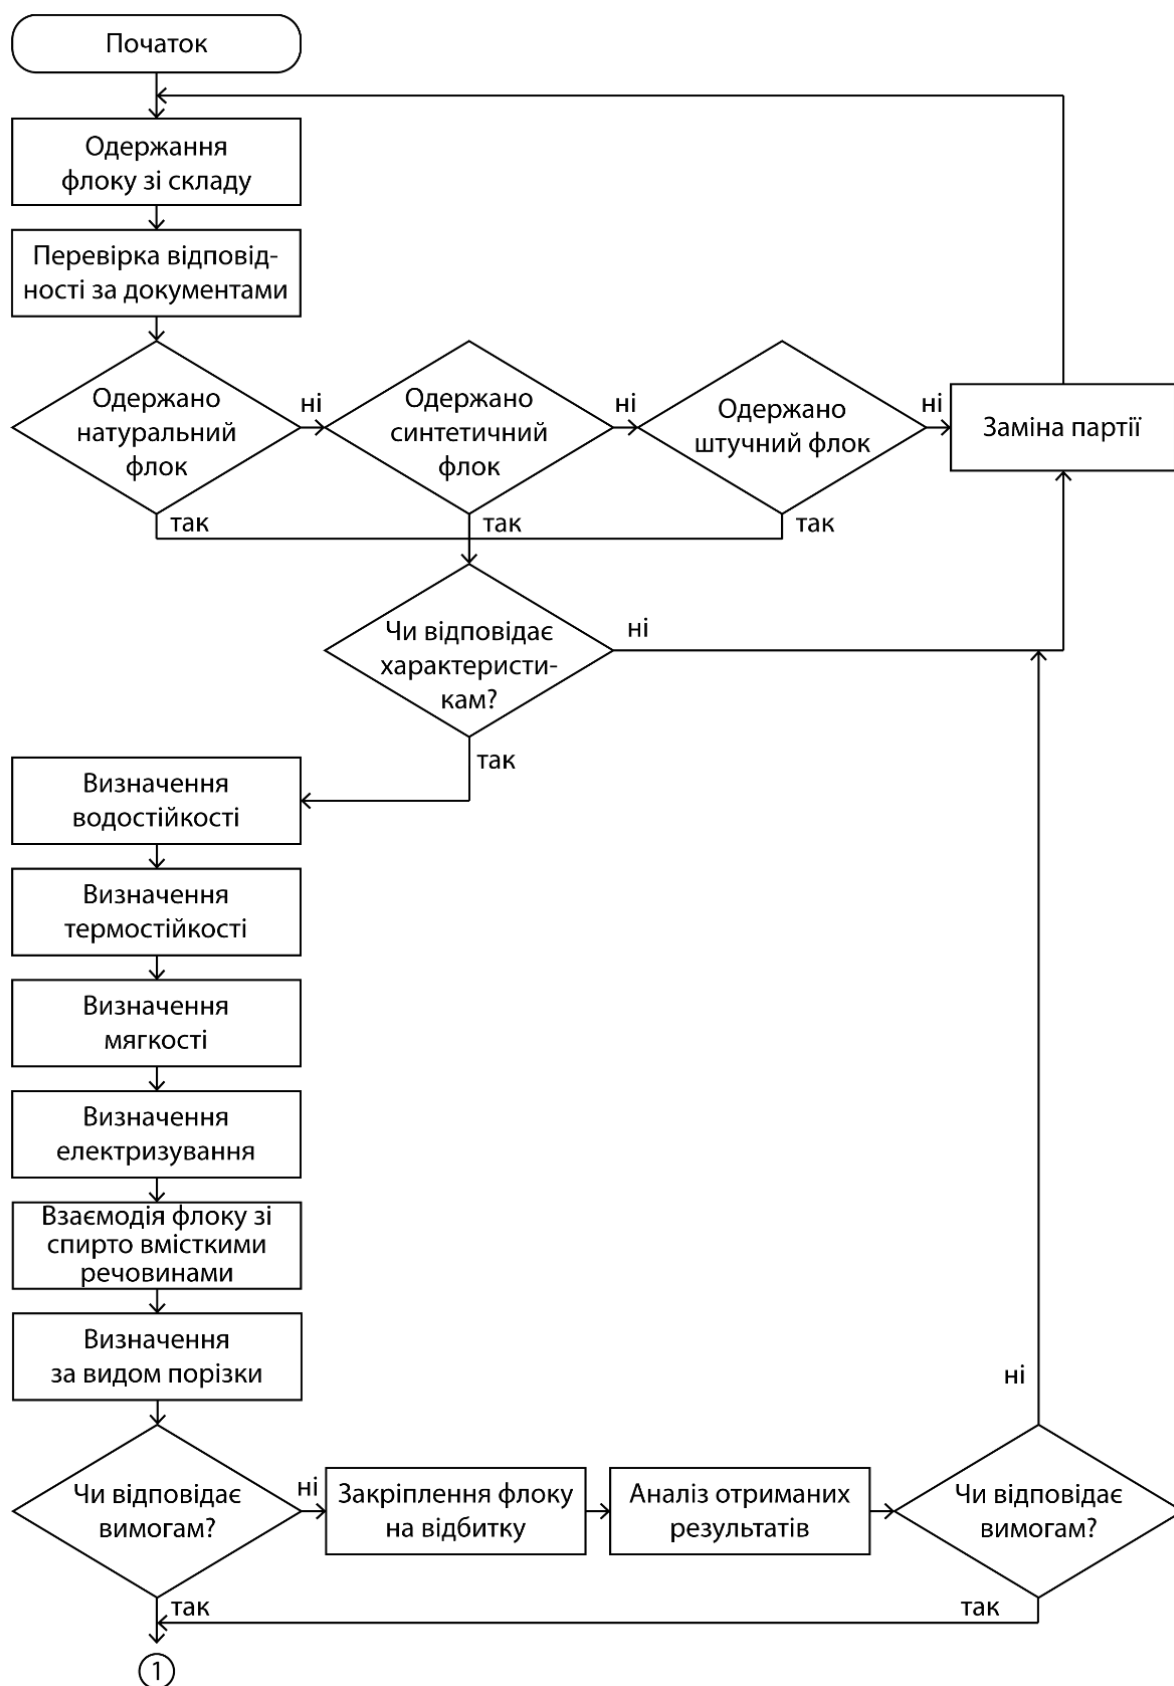 Початок
Одержання
флоку зі складу
Перевірка відповід-
ності за документами
Одержано
натуральний
флок
ні
Одержано
синтетичний
флок
ні
Одержано
штучний флок
ні
Заміна партії
так
так
так
Чи відповідає
характеристи-
кам?
ні
так
Визначення
водостійкості
Визначення
термостійкості
Визначення
мягкості
Визначення
електризування
Взаємодія флоку зі
спирто вмісткими
речовинами
Визначення
за видом порізки
ні
Чи відповідає
вимогам?
ні
Закріплення флоку
на відбитку
Аналіз отриманих
результатів
Чи відповідає
вимогам?
так
так
1